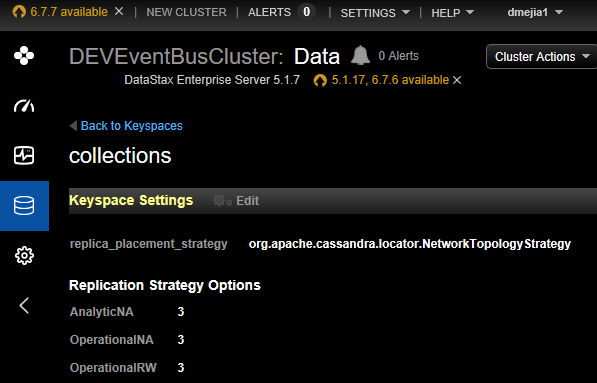 6.7.7 available × | NEW CLUSTER | ALERTS 0 | SETTINGS | HELP | dmejia1
DEVEventBusCluster: Data 0 Alerts Cluster Actions
DataStax Enterprise Server 5.1.7 5.1.17, 6.7.6 available ×
Back to Keyspaces
collections
Keyspace Settings Edit
replica_placement_strategy org.apache.cassandra.locator.NetworkTopologyStrategy
Replication Strategy Options
AnalyticNA 3
OperationalNA 3
OperationalRW 3